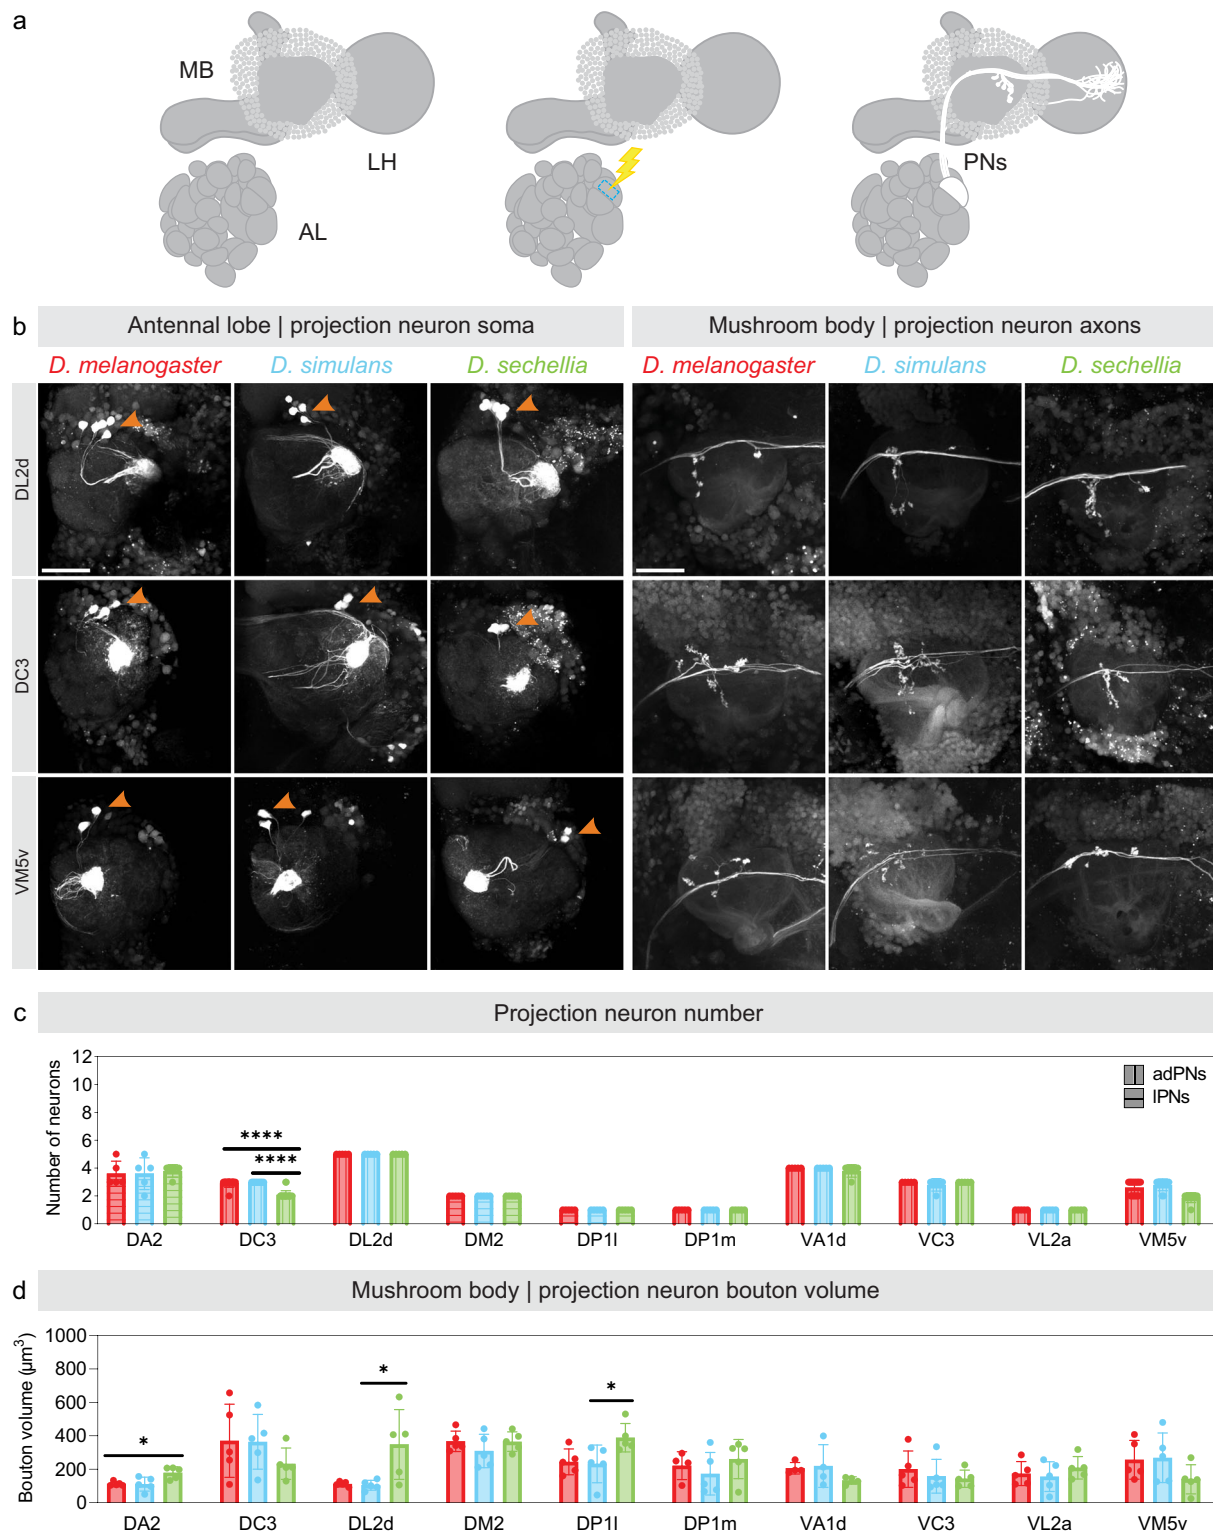 a
MB
LH
AL
PNs
b
Antennal lobe | projection neuron soma
Mushroom body | projection neuron axons
D. melanogaster
D. simulans
D. sechellia
D. melanogaster
D. simulans
D. sechellia
DL2d
DC3
VM5v
c
Projection neuron number
Number of neurons
12
10
8
6
4
2
0
****
****
adPNs
lPNs
DA2
DC3
DL2d
DM2
DP1l
DP1m
VA1d
VC3
VL2a
VM5v
d
Mushroom body | projection neuron bouton volume
Bouton volume (µm³)
1000
800
600
400
200
0
*
*
*
DA2
DC3
DL2d
DM2
DP1l
DP1m
VA1d
VC3
VL2a
VM5v